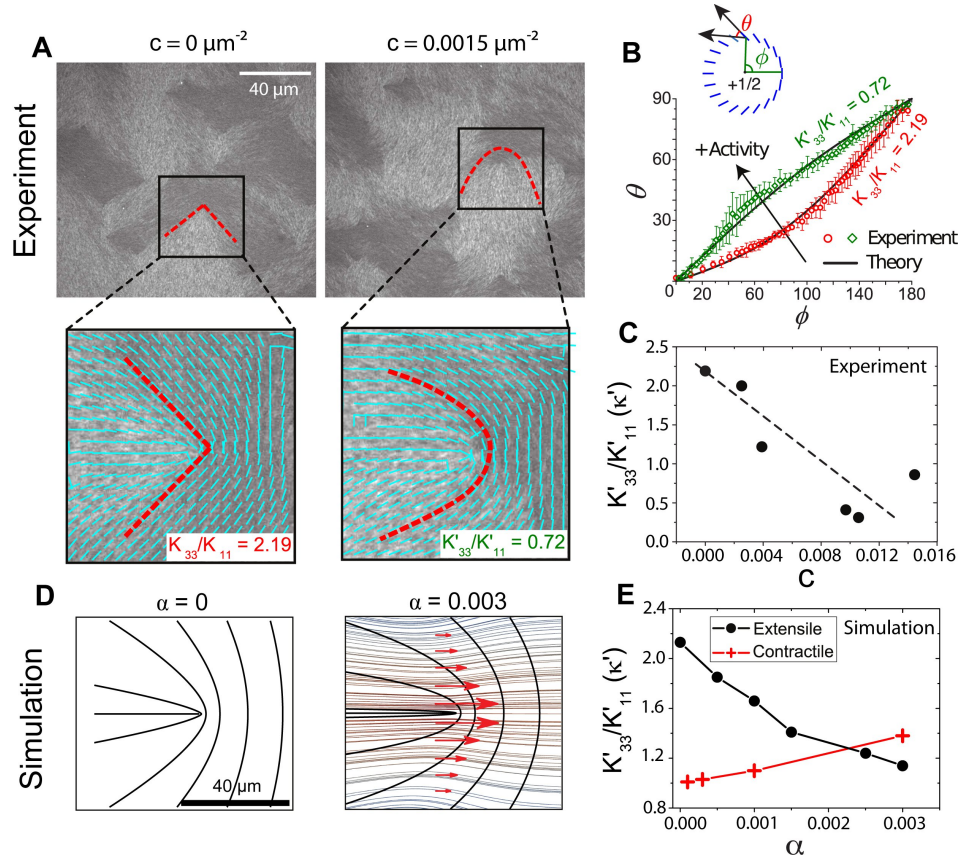 A
c = 0 μm⁻²
c = 0.0015 μm⁻²
Experiment
40 μm
K₃₃/K₁₁ = 2.19
K'₃₃/K'₁₁ = 0.72
B
θ
ϕ
+1/2
90
60
30
0
θ
0
20
60
100
140
180
ϕ
+Activity
K'₃₃/K'₁₁ = 0.72
K₃₃/K₁₁ = 2.19
Experiment
Theory
C
Experiment
K'₃₃/K'₁₁ (κ')
2.5
2.0
1.5
1.0
0.5
0.0
0.000
0.004
0.008
0.012
0.016
C
D
α = 0
α = 0.003
Simulation
40 μm
E
Extensile
Contractile
Simulation
K'₃₃/K'₁₁ (κ')
2.4
2.0
1.6
1.2
0.8
0.000
0.001
0.002
0.003
α